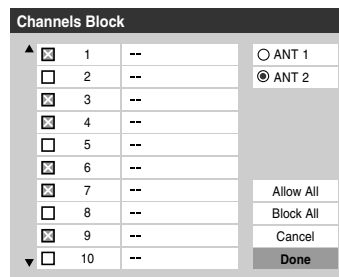 Channels Block
1 -- ANT 1
2 -- ANT 2
3 --
4 --
5 --
6 --
7 -- Allow All
8 -- Block All
9 -- Cancel
10 -- Done